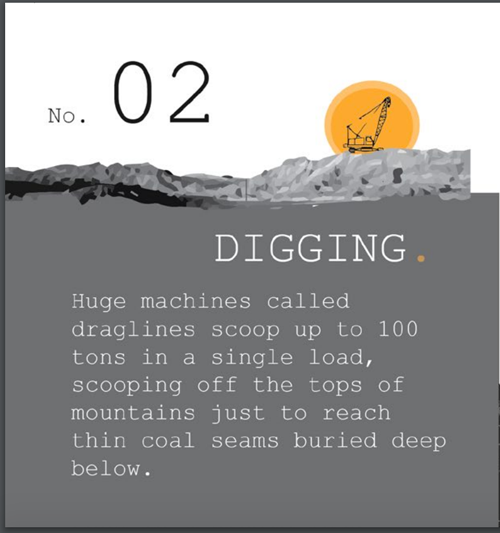 No. 02
DIGGING.
Huge machines called
draglines scoop up to 100
tons in a single load,
scooping off the tops of
mountains just to reach
thin coal seams buried deep
below.